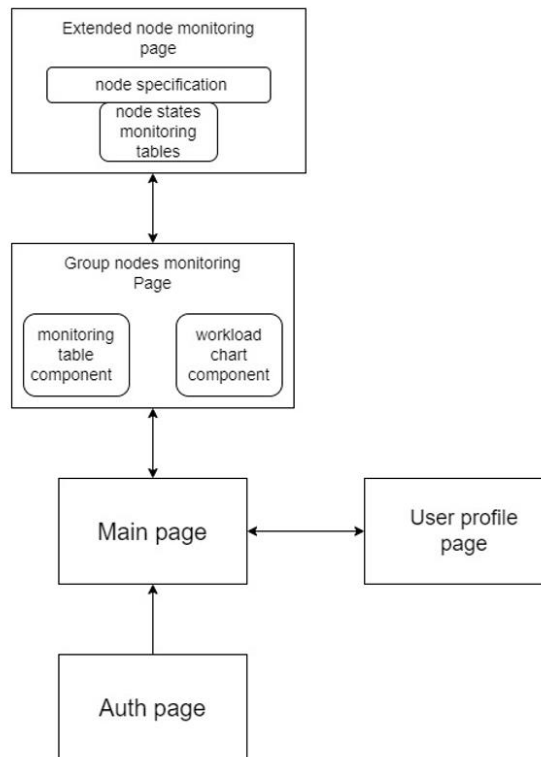 Extended node monitoring
page
node specification
node states
monitoring
tables
Group nodes monitoring
Page
monitoring
table
component
workload
chart
component
Main page
User profile
page
Auth page